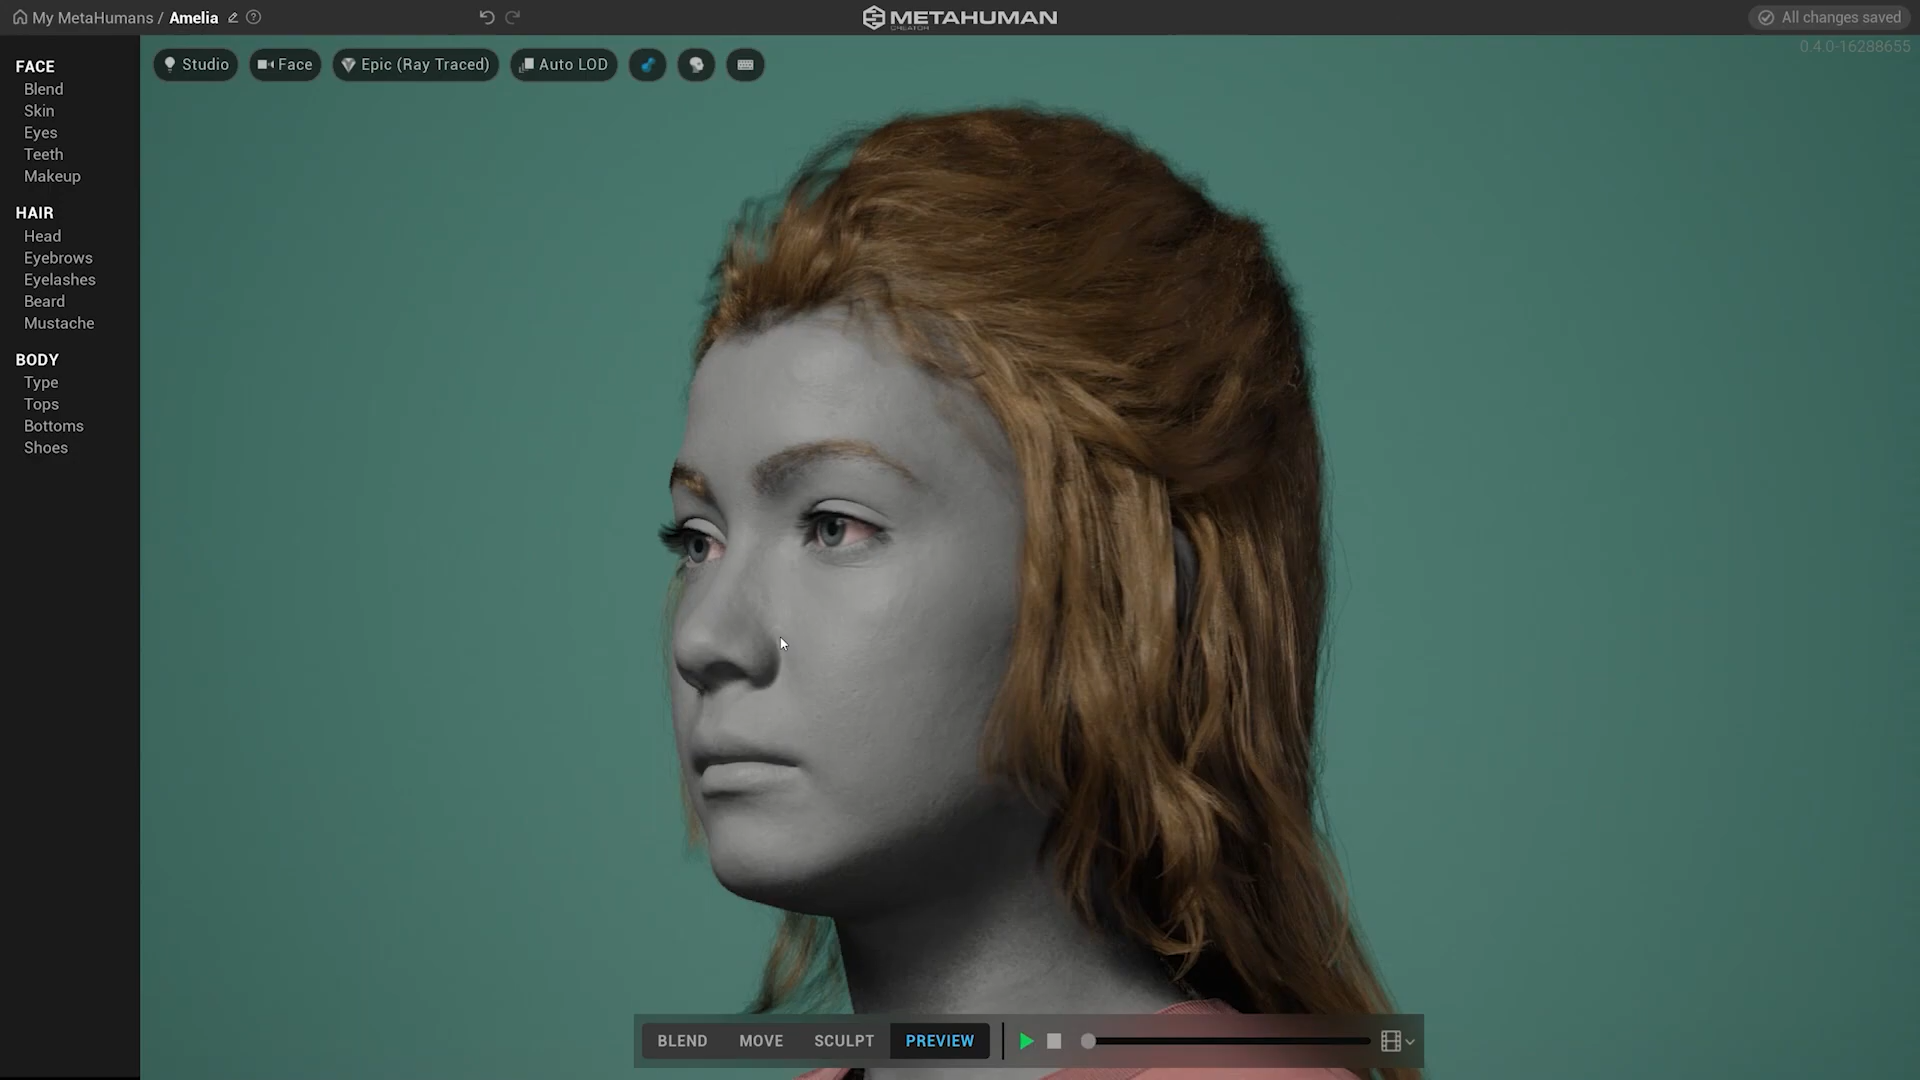 My MetaHumans / Amelia
METAHUMAN
CREATOR
All changes saved
0.4.0-16288655
Studio
Face
Epic (Ray Traced)
Auto LOD
FACE
Blend
Skin
Eyes
Teeth
Makeup
HAIR
Head
Eyebrows
Eyelashes
Beard
Mustache
BODY
Type
Tops
Bottoms
Shoes
BLEND
MOVE
SCULPT
PREVIEW